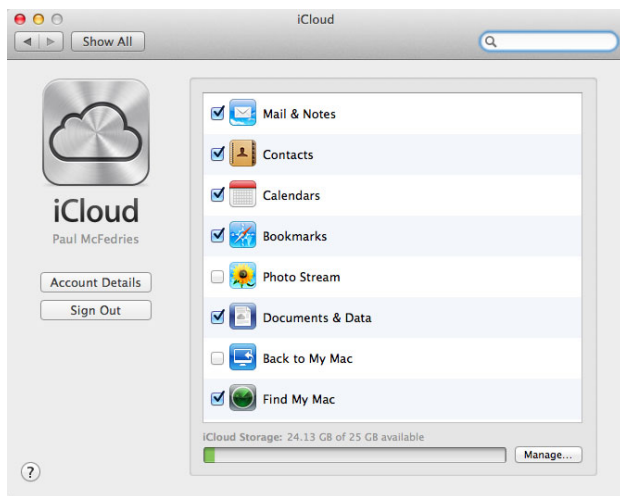 iCloud
Show All
Mail & Notes
Contacts
Calendars
iCloud
Paul McFedries
Bookmarks
Account Details
Photo Stream
Sign Out
Documents & Data
Back to My Mac
Find My Mac
iCloud Storage: 24.13 GB of 25 GB available
Manage...
?